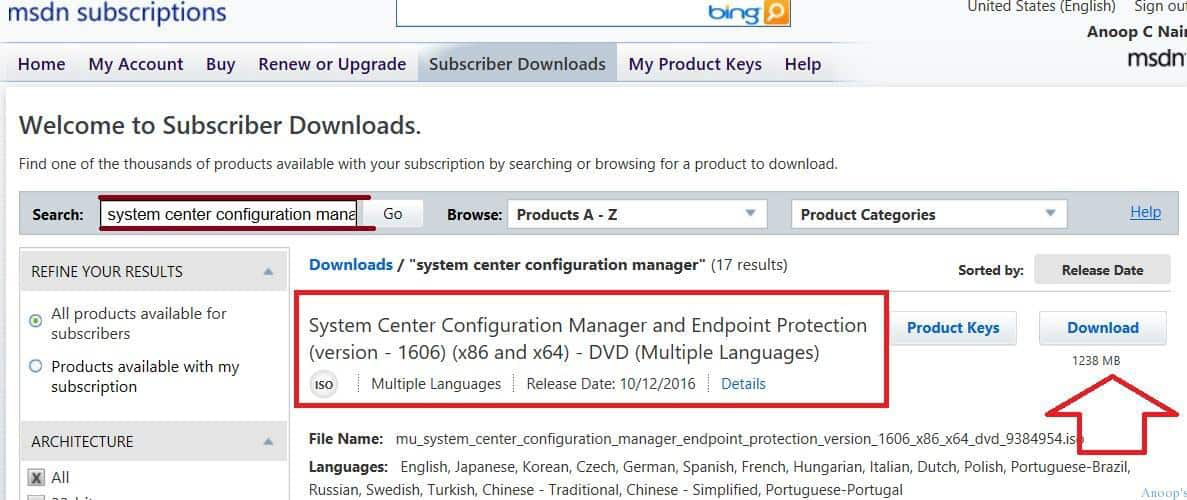 msdn subscriptions
bing
United States (English) Sign out
Anoop C Nair
msdn
Home My Account Buy Renew or Upgrade Subscriber Downloads My Product Keys Help
Welcome to Subscriber Downloads.
Find one of the thousands of products available with your subscription by searching or browsing for a product to download.
Search: system center configuration mana Go Browse: Products A - Z Product Categories Help
REFINE YOUR RESULTS
All products available for
subscribers
Products available with my
subscription
ARCHITECTURE
All
Downloads / "system center configuration manager" (17 results)
Sorted by: Release Date
System Center Configuration Manager and Endpoint Protection
(version - 1606) (x86 and x64) - DVD (Multiple Languages)
ISO Multiple Languages Release Date: 10/12/2016 Details
Product Keys Download
1238 MB
File Name: mu_system_center_configuration_manager_endpoint_protection_version_1606_x86_x64_dvd_9384954.iso
Languages: English, Japanese, Korean, Czech, German, Spanish, French, Hungarian, Italian, Dutch, Polish, Portuguese-Brazil,
Russian, Swedish, Turkish, Chinese - Traditional, Chinese - Simplified, Portuguese-Portugal
Anoop's